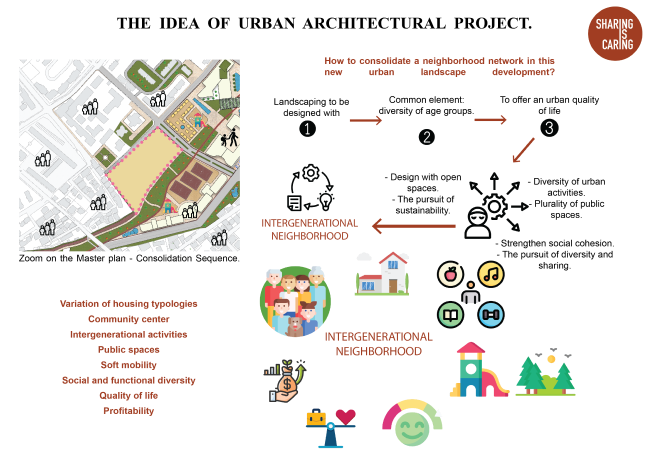 THE IDEA OF URBAN ARCHITECTURAL PROJECT.
SHARING
IS
CARING
How to consolidate a neighborhood network in this
new urban landscape development?
Landscaping to be
designed with
1
Common element:
diversity of age groups.
2
To offer an urban quality
of life
3
- Design with open
spaces.
- The pursuit of
sustainability.
- Diversity of urban
activities.
- Plurality of public
spaces.
- Strengthen social cohesion.
- The pursuit of diversity and
sharing.
INTERGENERATIONAL
NEIGHBORHOOD
Zoom on the Master plan - Consolidation Sequence.
Variation of housing typologies
Community center
Intergenerational activities
Public spaces
Soft mobility
Social and functional diversity
Quality of life
Profitability
INTERGENERATIONAL
NEIGHBORHOOD
$